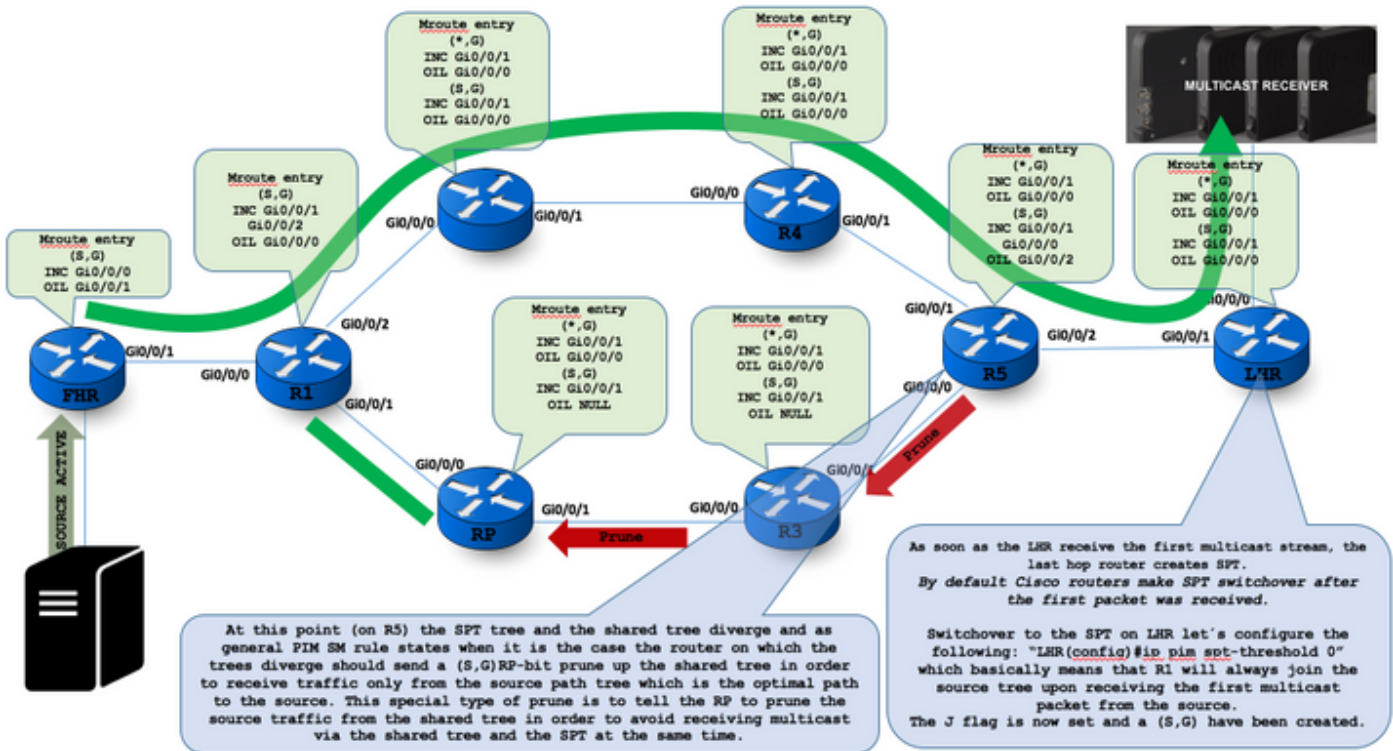 Mroute entry
(*,G)
INC Gi0/0/1
OIL Gi0/0/0
(S,G)
INC Gi0/0/1
OIL Gi0/0/0
Mroute entry
(*,G)
INC Gi0/0/1
OIL Gi0/0/0
(S,G)
INC Gi0/0/1
OIL Gi0/0/0
MULTICAST RECEIVER
Mroute entry
(S,G)
INC Gi0/0/1
Gi0/0/2
OIL Gi0/0/0
Mroute entry
(*,G)
INC Gi0/0/1
OIL Gi0/0/0
(S,G)
INC Gi0/0/1
Gi0/0/0
OIL Gi0/0/2
Mroute entry
(*,G)
INC Gi0/0/1
OIL Gi0/0/0
(S,G)
INC Gi0/0/1
OIL Gi0/0/0
Mroute entry
(S,G)
INC Gi0/0/0
OIL Gi0/0/1
Gi0/0/0
Gi0/0/1
Gi0/0/0
R4
Gi0/0/1
Mroute entry
(*,G)
INC Gi0/0/1
OIL Gi0/0/0
(S,G)
INC Gi0/0/1
OIL NULL
Mroute entry
(*,G)
INC Gi0/0/1
OIL Gi0/0/0
(S,G)
INC Gi0/0/1
OIL NULL
FHR
Gi0/0/1
Gi0/0/0
R1
Gi0/0/2
Gi0/0/1
Gi0/0/1
R5
Gi0/0/2
Gi0/0/0
Gi0/0/0
Gi0/0/1
LHR
SOURCE ACTIVE
Gi0/0/0
RP
Gi0/0/1
Prune
Gi0/0/0
R3
Gi0/0/1
Prune
At this point (on R5) the SPT tree and the shared tree diverge and as
general PIM SM rule states when it is the case the router on which the
trees diverge should send a (S,G)RP-bit prune up the shared tree in order
to receive traffic only from the source path tree which is the optimal path
to the source. This special type of prune is to tell the RP to prune the
source traffic from the shared tree in order to avoid receiving multicast
via the shared tree and the SPT at the same time.
As soon as the LHR receive the first multicast stream, the
last hop router creates SPT.
By default Cisco routers make SPT switchover after
the first packet was received.
Switchover to the SPT on LHR let´s configure the
following: "LHR(config)#ip pim spt-threshold 0"
which basically means that R1 will always join the
source tree upon receiving the first multicast
packet from the source.
The J flag is now set and a (S,G) have been created.